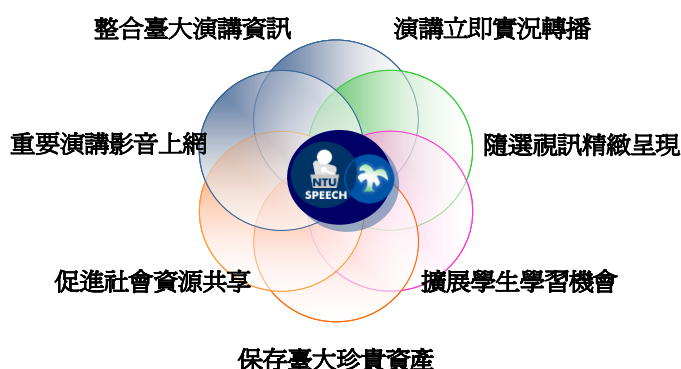 整合臺大演講資訊
演講立即實況轉播
重要演講影音上網
隨選視訊精緻呈現
NTU
SPEECH
促進社會資源共享
擴展學生學習機會
保存臺大珍貴資產